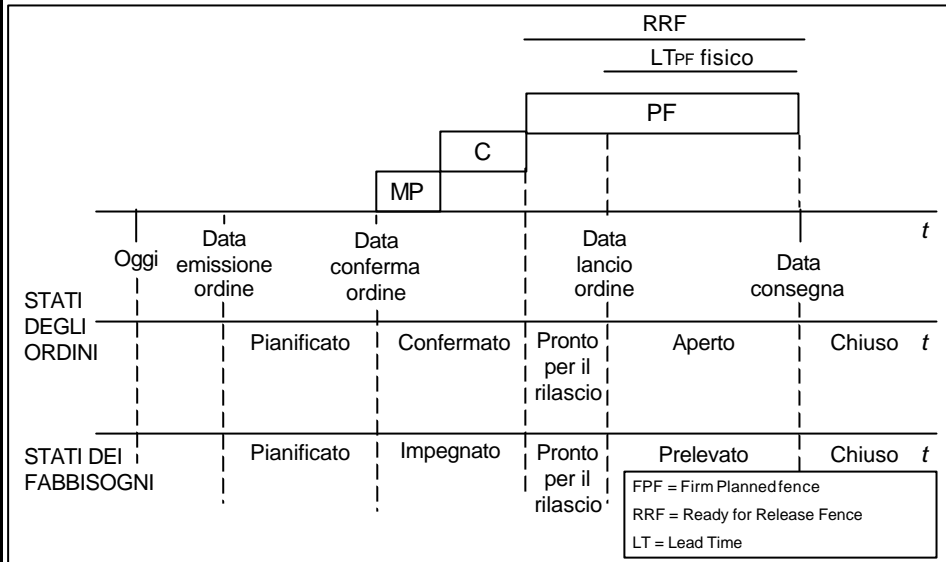 RRF
LTPF fisico
PF
C
MP
t
Oggi
Data
emissione
ordine
Data
conferma
ordine
Data
lancio
ordine
Data
consegna
STATI
DEGLI
ORDINI
Pianificato
Confermato
Pronto
per il
rilascio
Aperto
Chiuso
t
STATI DEI
FABBISOGNI
Pianificato
Impegnato
Pronto
per il
rilascio
Prelevato
Chiuso
t
FPF = Firm Planned fence
RRF = Ready for Release Fence
LT = Lead Time